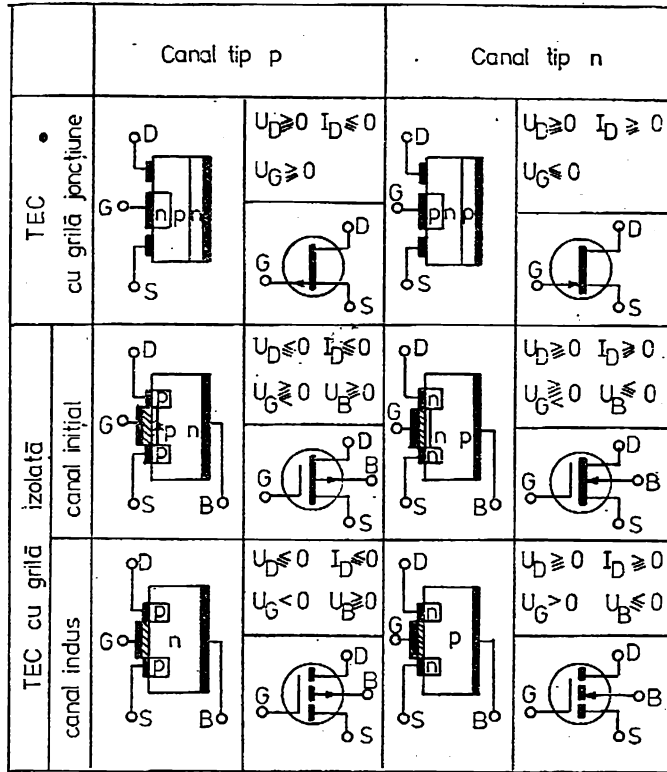 Canal tip p
Canal tip n
TEC
cu grilă joncțiune
D
G
n p n
S
U_D ≥ 0 I_D ≤ 0
U_G ≥ 0
D
G
S
D
G
p n p
S
U_D ≥ 0 I_D ≥ 0
U_G ≤ 0
D
G
S
TEC cu grilă izolată
canal inițial
D
p
G
p n
p
S
B
U_D ≤ 0 I_D ≤ 0
U_G ≷ 0 U_B ≥ 0
D
B
G
S
D
n
G
p
n
S
B
U_D ≥ 0 I_D ≥ 0
U_G ≷ 0 U_B ≤ 0
D
B
G
S
canal indus
D
p
G
n
p
S
B
U_D ≤ 0 I_D ≤ 0
U_G < 0 U_B ≥ 0
D
B
G
S
D
n
G
p
n
S
B
U_D ≥ 0 I_D ≥ 0
U_G > 0 U_B ≤ 0
D
B
G
S